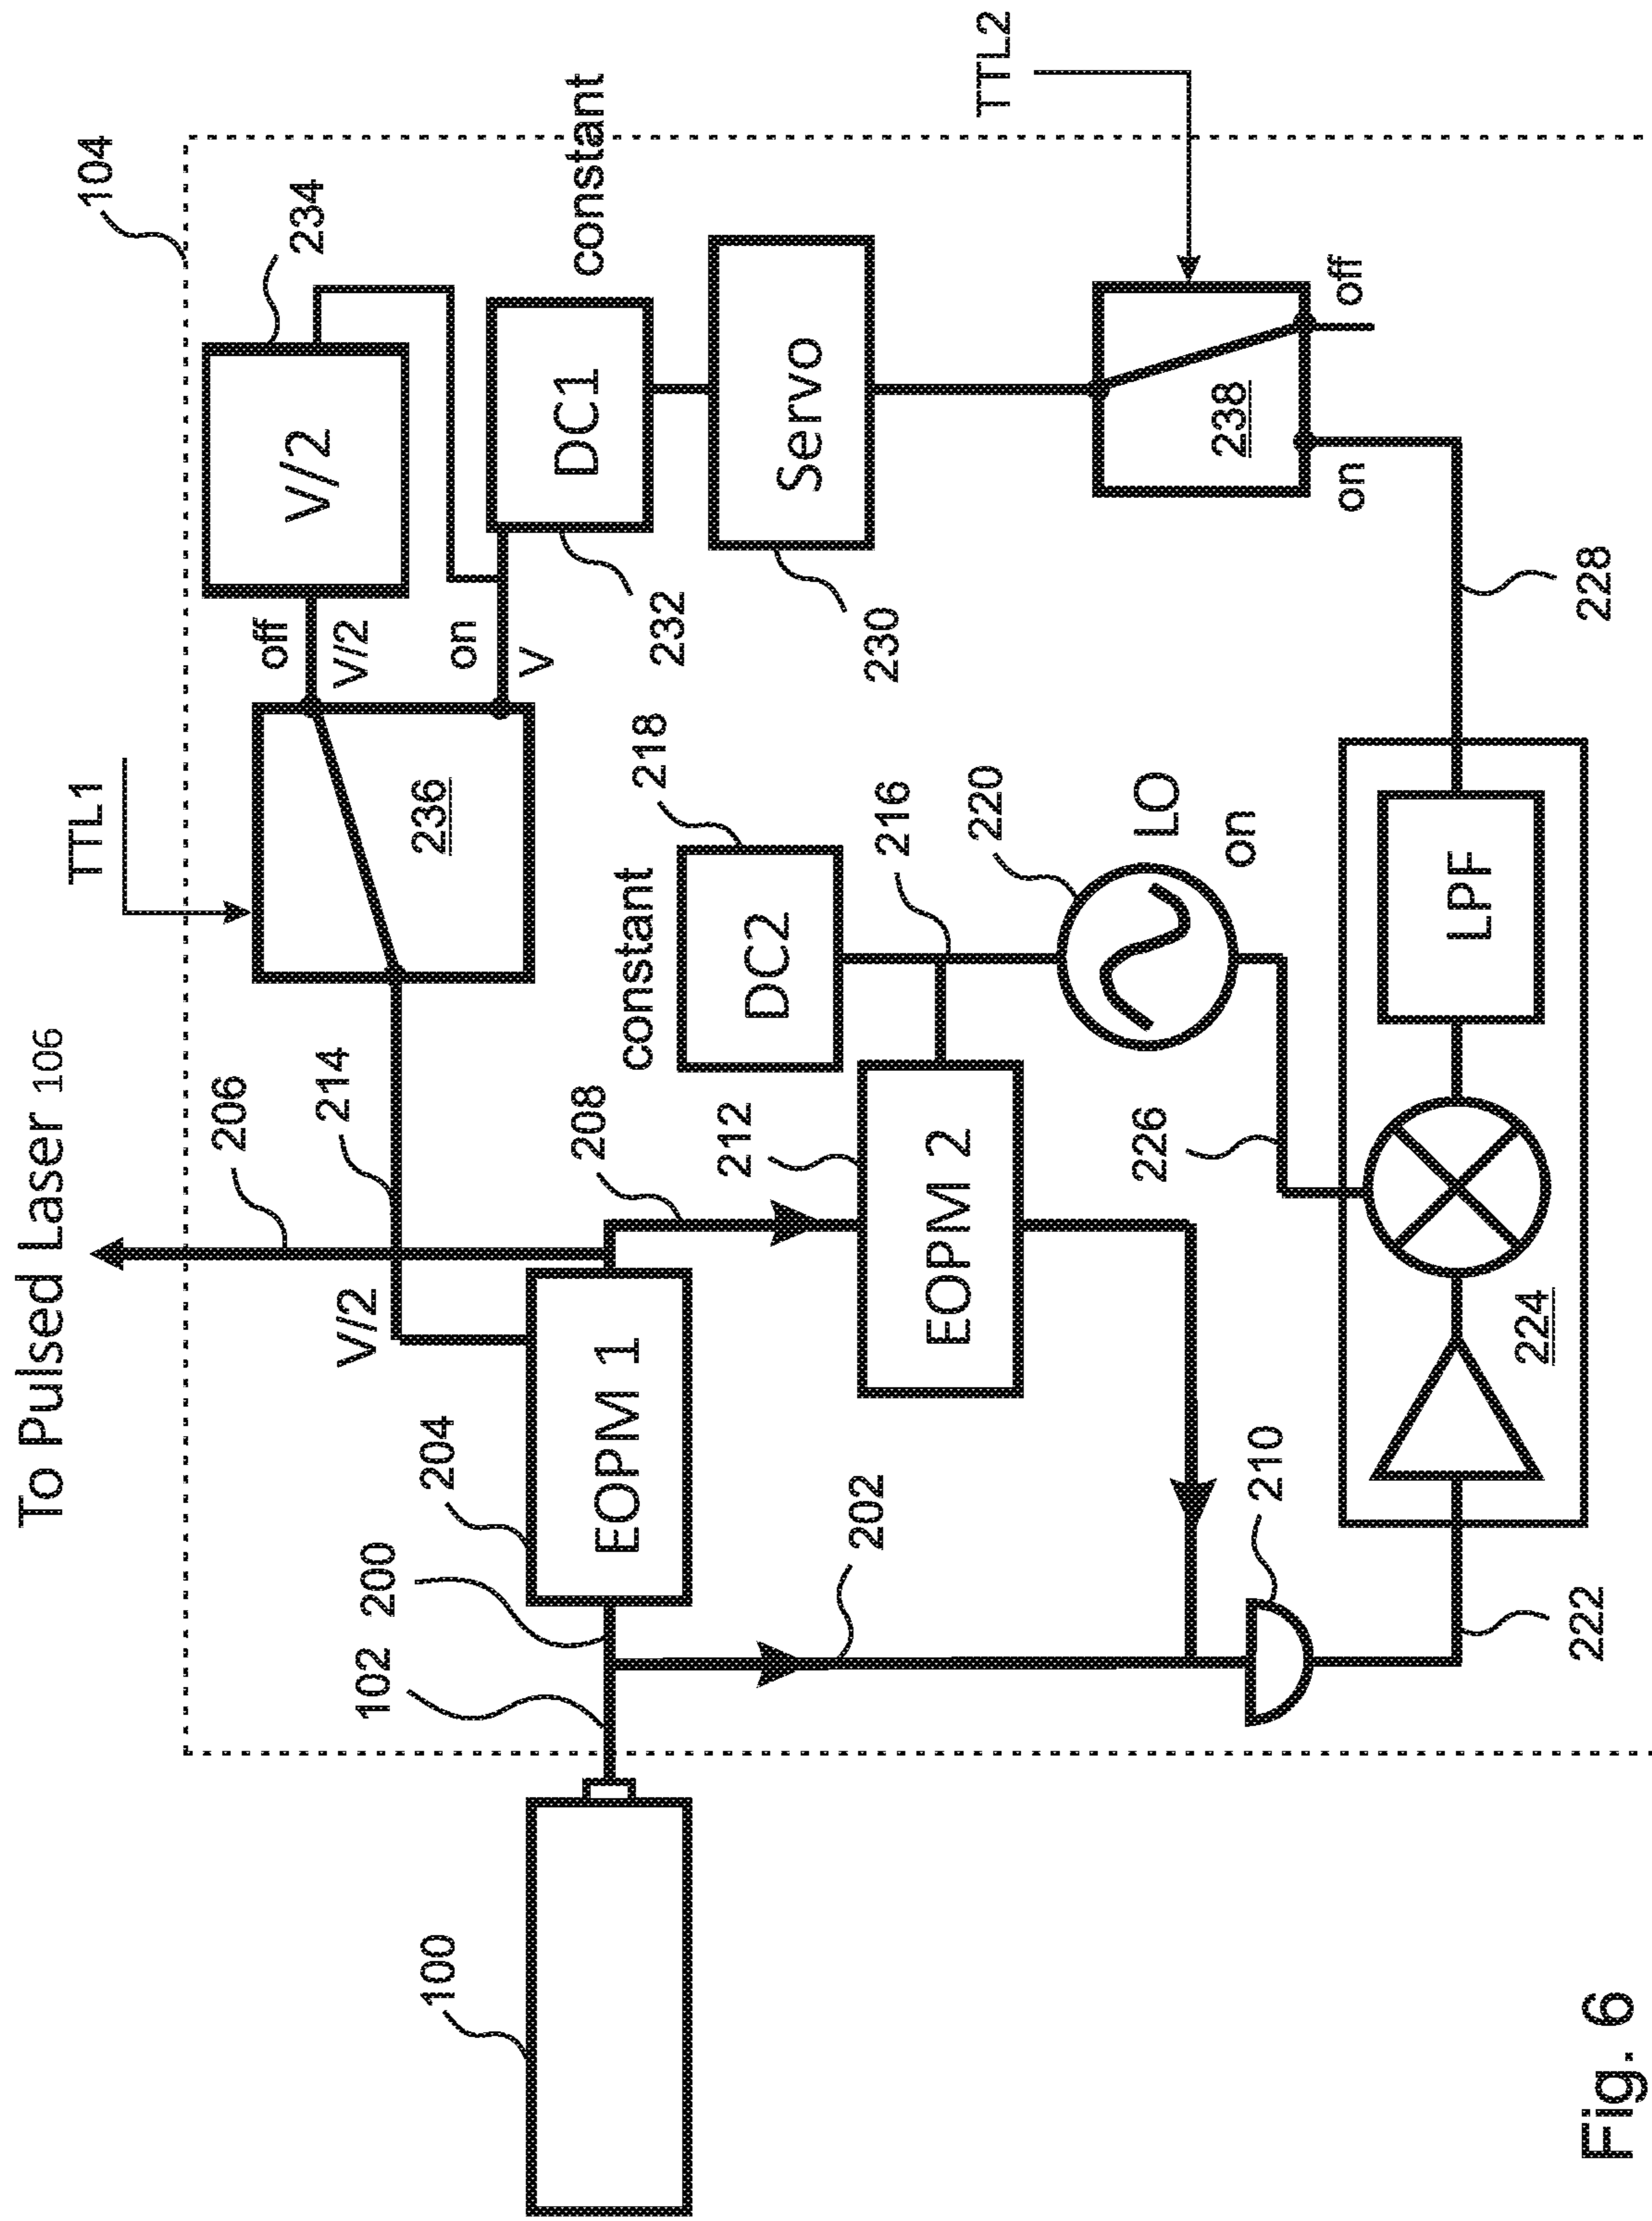 To Pulsed Laser 106
TTL1
104
206
214
V/2
236
off
V/2
on
V
V/2
234
102
200
204
EOPM 1
208
constant
DC2
218
232
DC1
constant
202
212
EOPM 2
216
220
LO
on
230
Servo
TTL2
210
226
238
on
off
222
224
LPF
228
100
Fig. 6